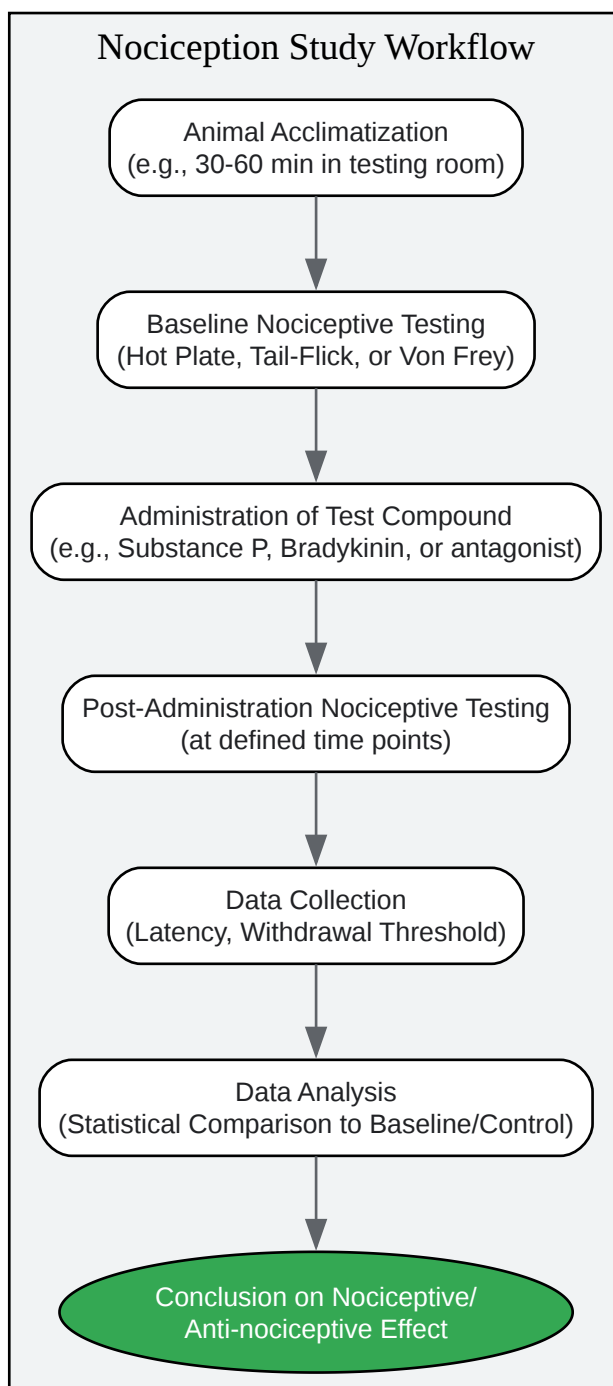 Nociception Study Workflow
Animal Acclimatization
(e.g., 30-60 min in testing room)
Baseline Nociceptive Testing
(Hot Plate, Tail-Flick, or Von Frey)
Administration of Test Compound
(e.g., Substance P, Bradykinin, or antagonist)
Post-Administration Nociceptive Testing
(at defined time points)
Data Collection
(Latency, Withdrawal Threshold)
Data Analysis
(Statistical Comparison to Baseline/Control)
Conclusion on Nociceptive/
Anti-nociceptive Effect